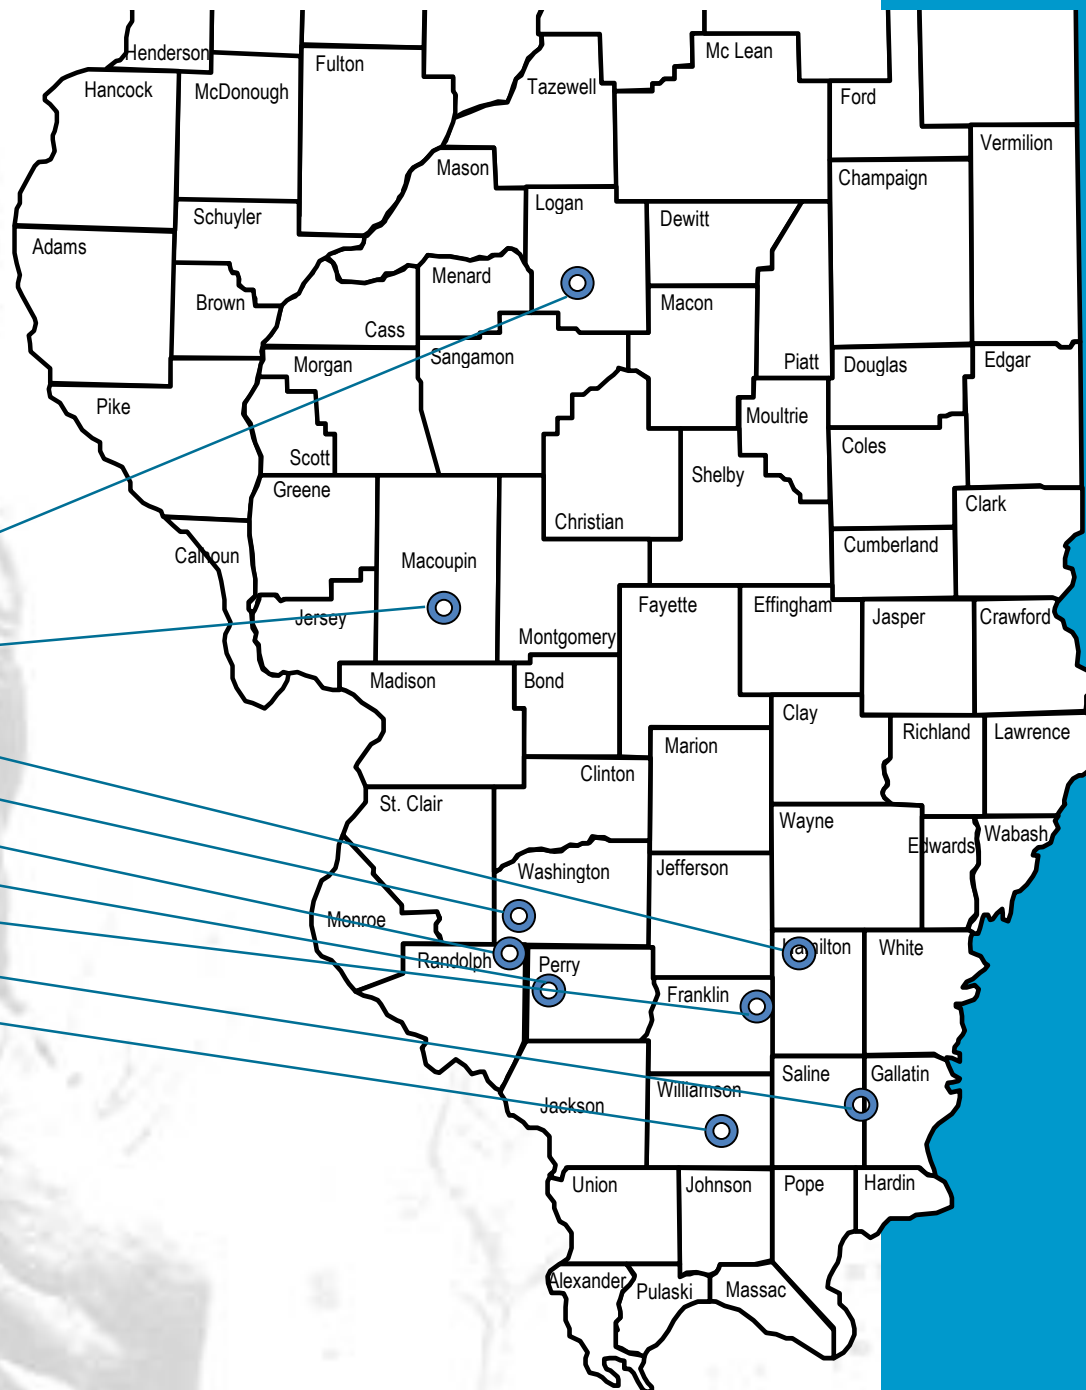 Henderson
Fulton
Mc Lean
Hancock
McDonough
Tazewell
Ford
Vermilion
Mason
Champaign
Logan
Schuyler
Dewitt
Adams
Menard
Brown
Macon
Cass
Sangamon
Morgan
Piatt
Douglas
Edgar
Pike
Moultrie
Scott
Coles
Shelby
Greene
Clark
Christian
Cumberland
Calhoun
Macoupin
Fayette
Effingham
Jersey
Jasper
Crawford
Montgomery
Madison
Bond
Clay
Richland
Lawrence
Marion
Clinton
St. Clair
Wayne
Edwards
Wabash
Washington
Jefferson
Monroe
Hamilton
White
Randolph
Perry
Franklin
Saline
Gallatin
Williamson
Jackson
Union
Johnson
Pope
Hardin
Alexander
Pulaski
Massac